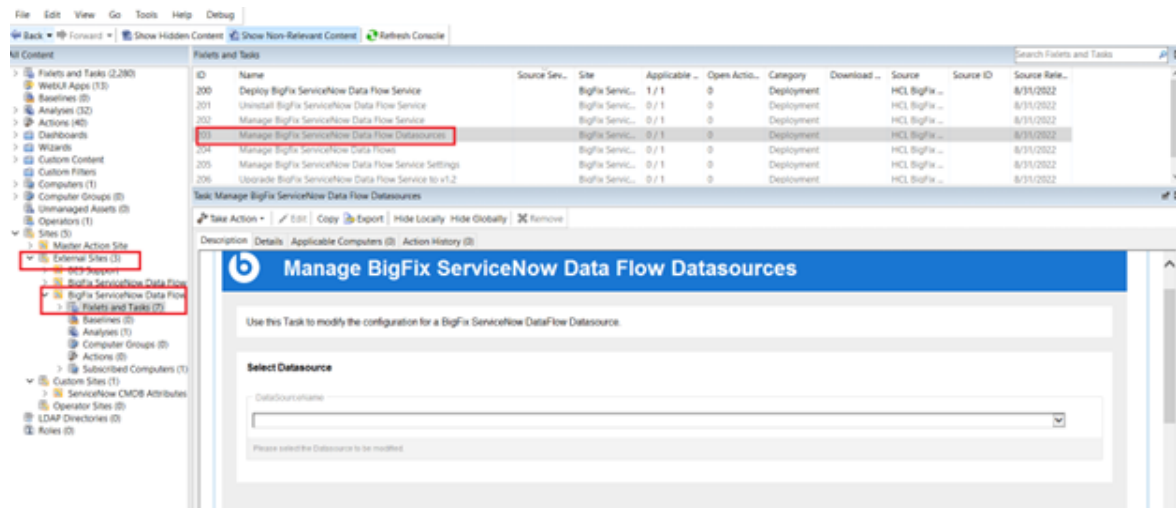 File Edit View Go Tools Help Debug
Back Forward Show Hidden Content Show Non-Relevant Content Refresh Console
All Content
Fixlets and Tasks (2,280)
WebUI Apps (13)
Baselines (0)
Analyses (32)
Actions (40)
Dashboards
Wizards
Custom Content
Custom Filters
Computers (1)
Computer Groups (0)
Unmanaged Assets (0)
Operators (1)
Sites (5)
Master Action Site
External Sites (3)
BES Support
BigFix ServiceNow Data Flow
BigFix ServiceNow Data Flow
Fixlets and Tasks (7)
Baselines (0)
Analyses (1)
Computer Groups (0)
Actions (0)
Subscribed Computers (1)
Custom Sites (1)
ServiceNow CMDB Attributes
Operator Sites (0)
LDAP Directories (0)
Roles (0)
Fixlets and Tasks Search Fixlets and Tasks
ID Name Source Sev... Site Applicable ... Open Actio... Category Download ... Source Source ID Source Rele...
200 Deploy BigFix ServiceNow Data Flow Service BigFix Servic... 1 / 1 0 Deployment HCL BigFix ... 8/31/2022
201 Uninstall BigFix ServiceNow Data Flow Service BigFix Servic... 0 / 1 0 Deployment HCL BigFix ... 8/31/2022
202 Manage BigFix ServiceNow Data Flow Service BigFix Servic... 0 / 1 0 Deployment HCL BigFix ... 8/31/2022
203 Manage BigFix ServiceNow Data Flow Datasources BigFix Servic... 0 / 1 0 Deployment HCL BigFix ... 8/31/2022
204 Manage BigFix ServiceNow Data Flows BigFix Servic... 0 / 1 0 Deployment HCL BigFix ... 8/31/2022
205 Manage BigFix ServiceNow Data Flow Service Settings BigFix Servic... 0 / 1 0 Deployment HCL BigFix ... 8/31/2022
206 Upgrade BigFix ServiceNow Data Flow Service to v1.2 BigFix Servic... 0 / 1 0 Deployment HCL BigFix ... 8/31/2022
Task: Manage BigFix ServiceNow Data Flow Datasources
Take Action Edit Copy Export Hide Locally Hide Globally Remove
Description Details Applicable Computers (0) Action History (0)
Manage BigFix ServiceNow Data Flow Datasources
Use this Task to modify the configuration for a BigFix ServiceNow DataFlow Datasource.
Select Datasource
DataSourceName
Please select the Datasource to be modified.